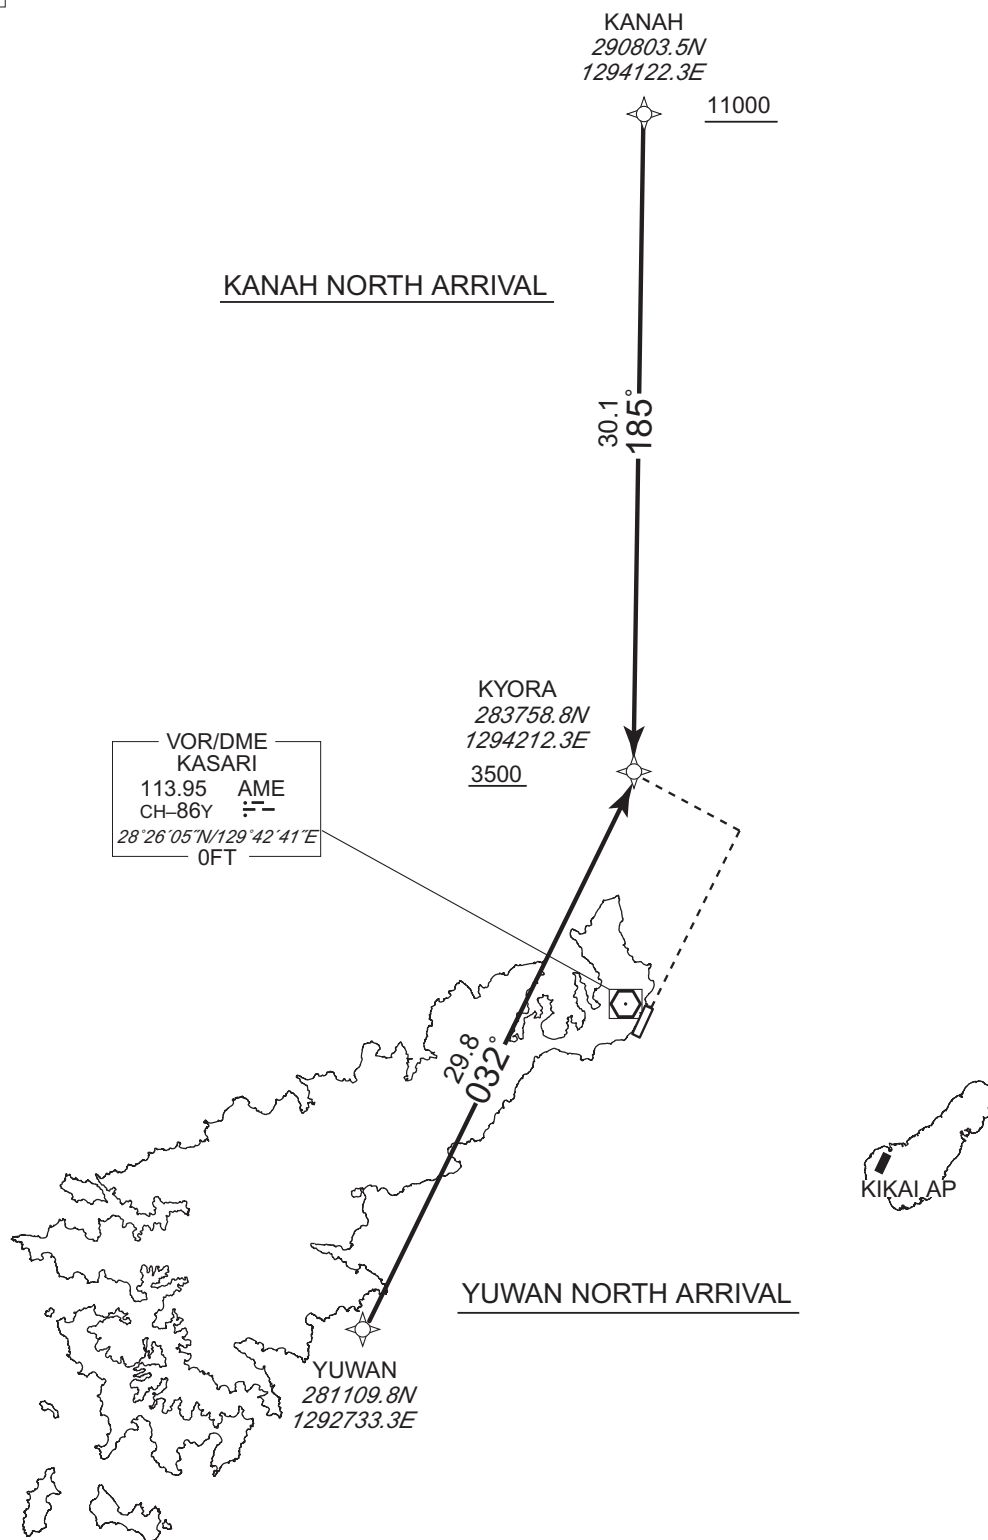 KANAH
290803.5N
1294122.3E
11000
KANAH NORTH ARRIVAL
30.1
185°
KYORA
283758.8N
1294212.3E
3500
VOR/DME
KASARI
113.95 AME
CH–86Y
28°26′05″N/129°42′41″E
0FT
29.8
032°
KIKAI AP
YUWAN NORTH ARRIVAL
YUWAN
281109.8N
1292733.3E